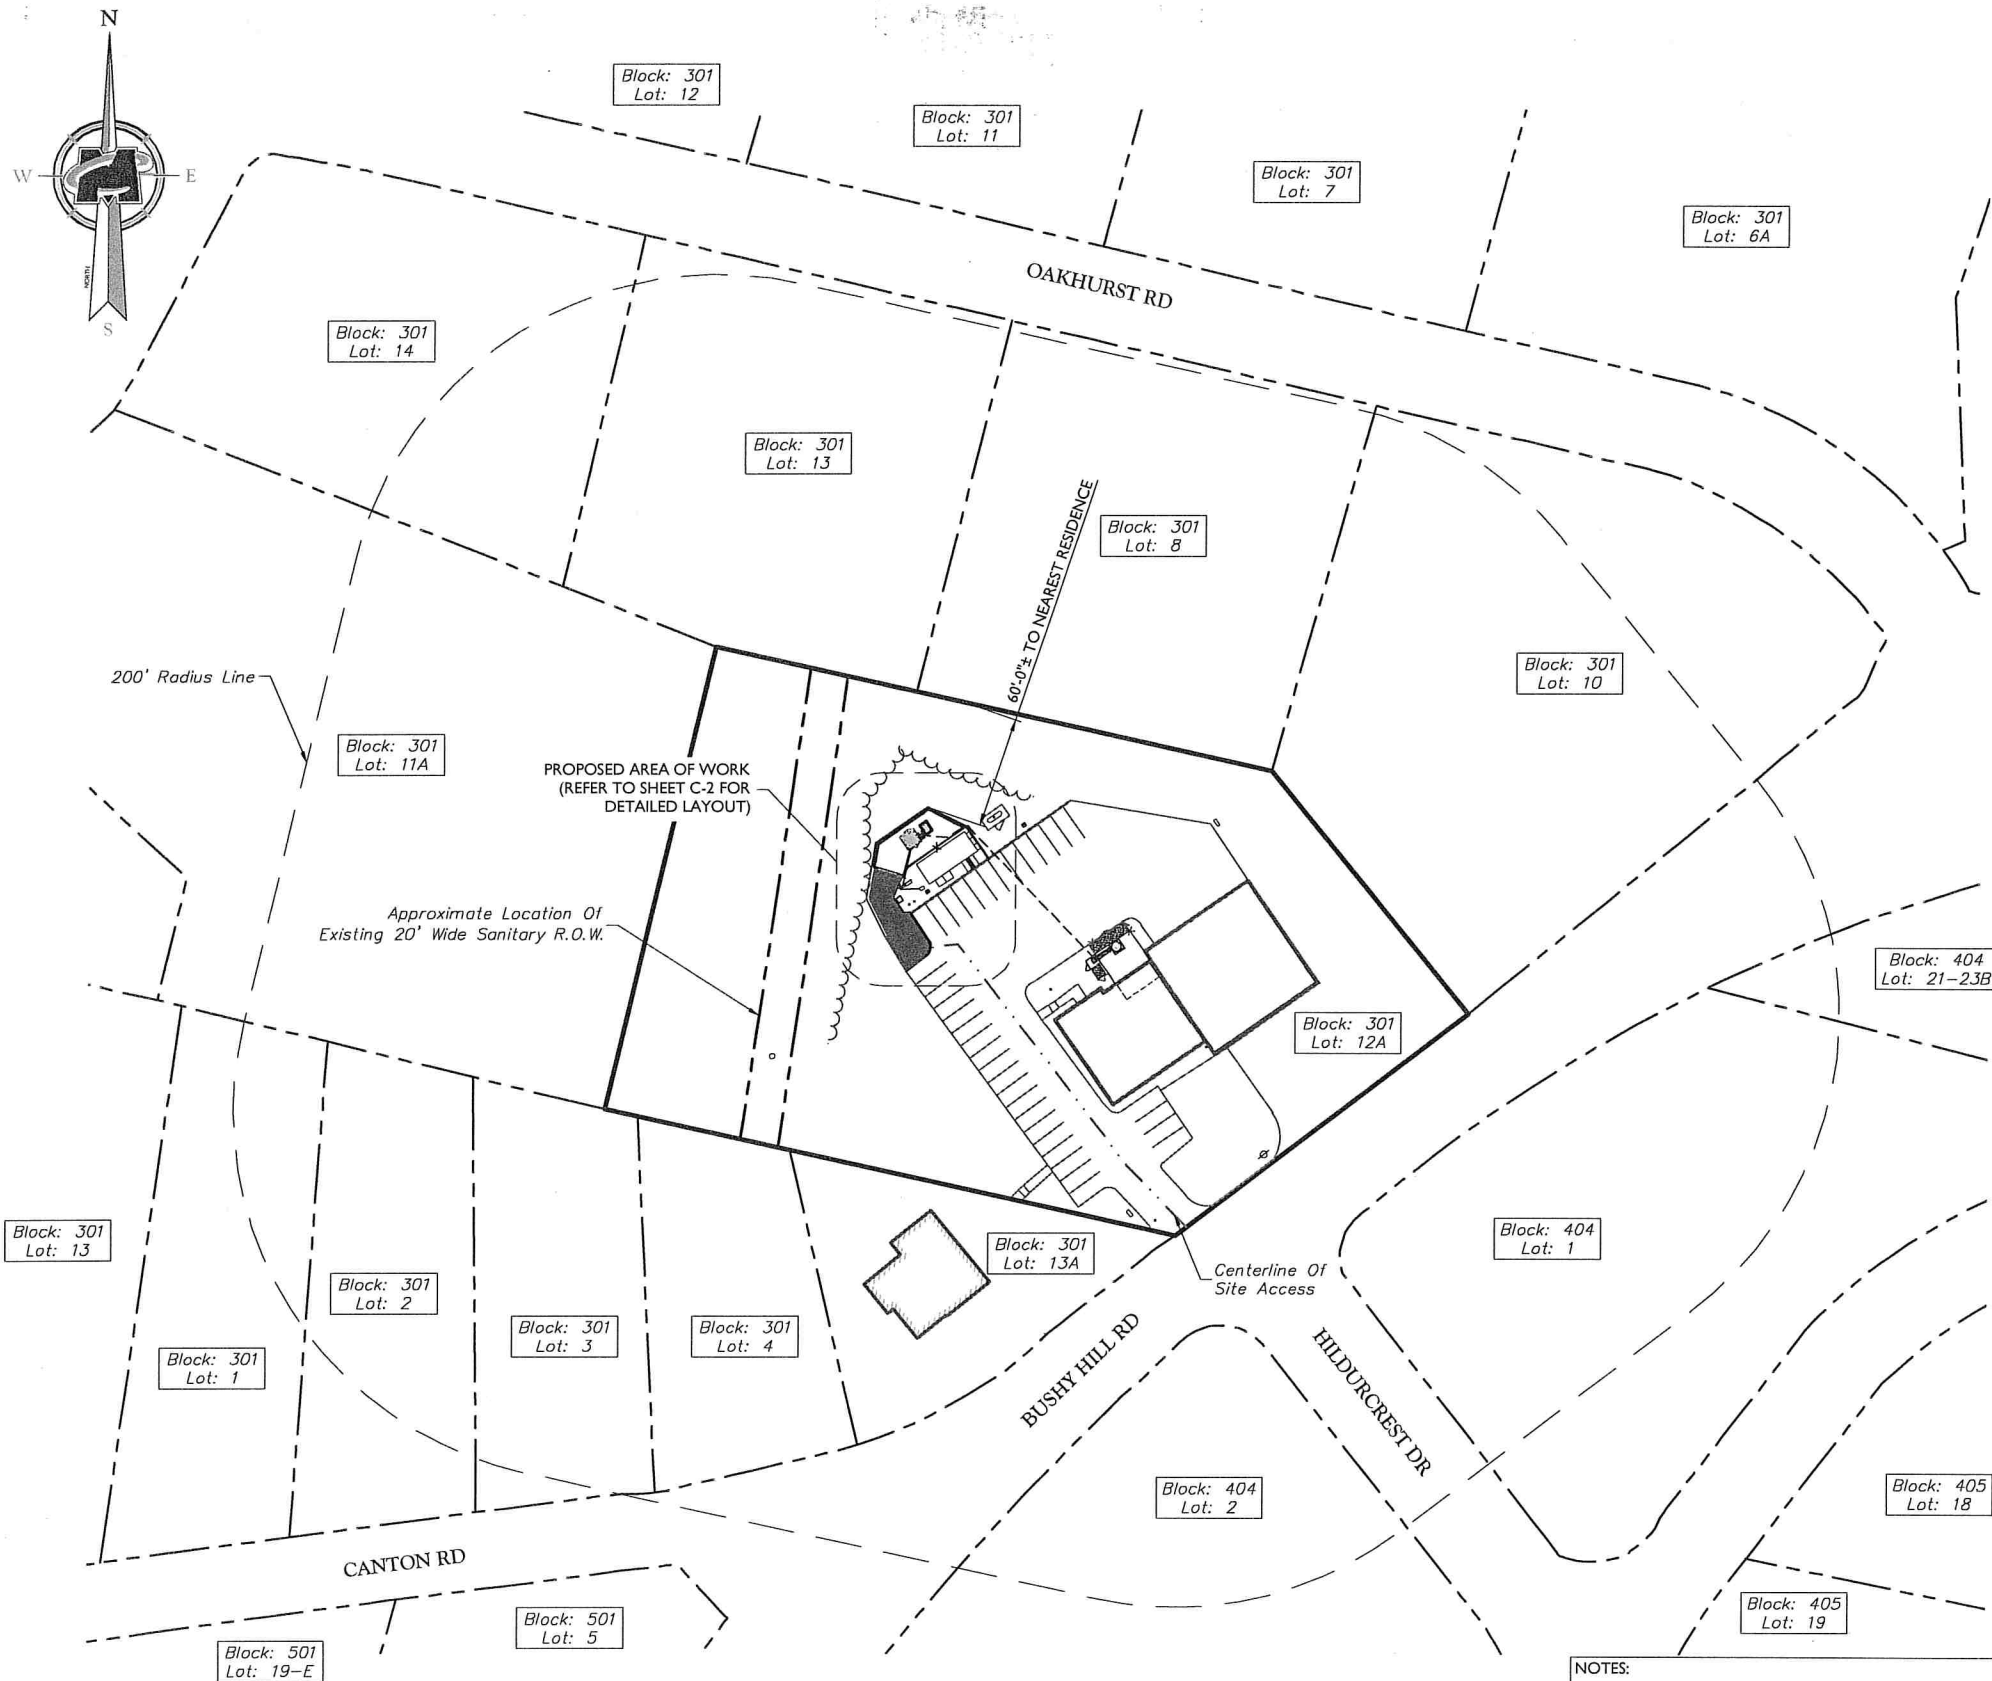 N
Block: 301
Lot: 12
Block: 301
Lot: 11
W
E
Block: 301
Lot: 7
Block: 301
Lot: 6A
NORTH
OAKHURST RD
S
Block: 301
Lot: 14
Block: 301
Lot: 13
60'-0"± TO NEAREST RESIDENCE
Block: 301
Lot: 8
200' Radius Line
Block: 301
Lot: 10
Block: 301
Lot: 11A
PROPOSED AREA OF WORK
(REFER TO SHEET C-2 FOR
DETAILED LAYOUT)
Approximate Location Of
Existing 20' Wide Sanitary R.O.W.
Block: 404
Lot: 21-23B
Block: 301
Lot: 12A
Block: 301
Lot: 13
Block: 301
Lot: 13A
Block: 404
Lot: 1
Block: 301
Lot: 2
Centerline Of
Site Access
Block: 301
Lot: 3
Block: 301
Lot: 4
Block: 301
Lot: 1
BUSHY HILL RD
HILDURCREST DR
Block: 404
Lot: 2
Block: 405
Lot: 18
CANTON RD
Block: 501
Lot: 5
Block: 405
Lot: 19
Block: 501
Lot: 19-E
NOTES: